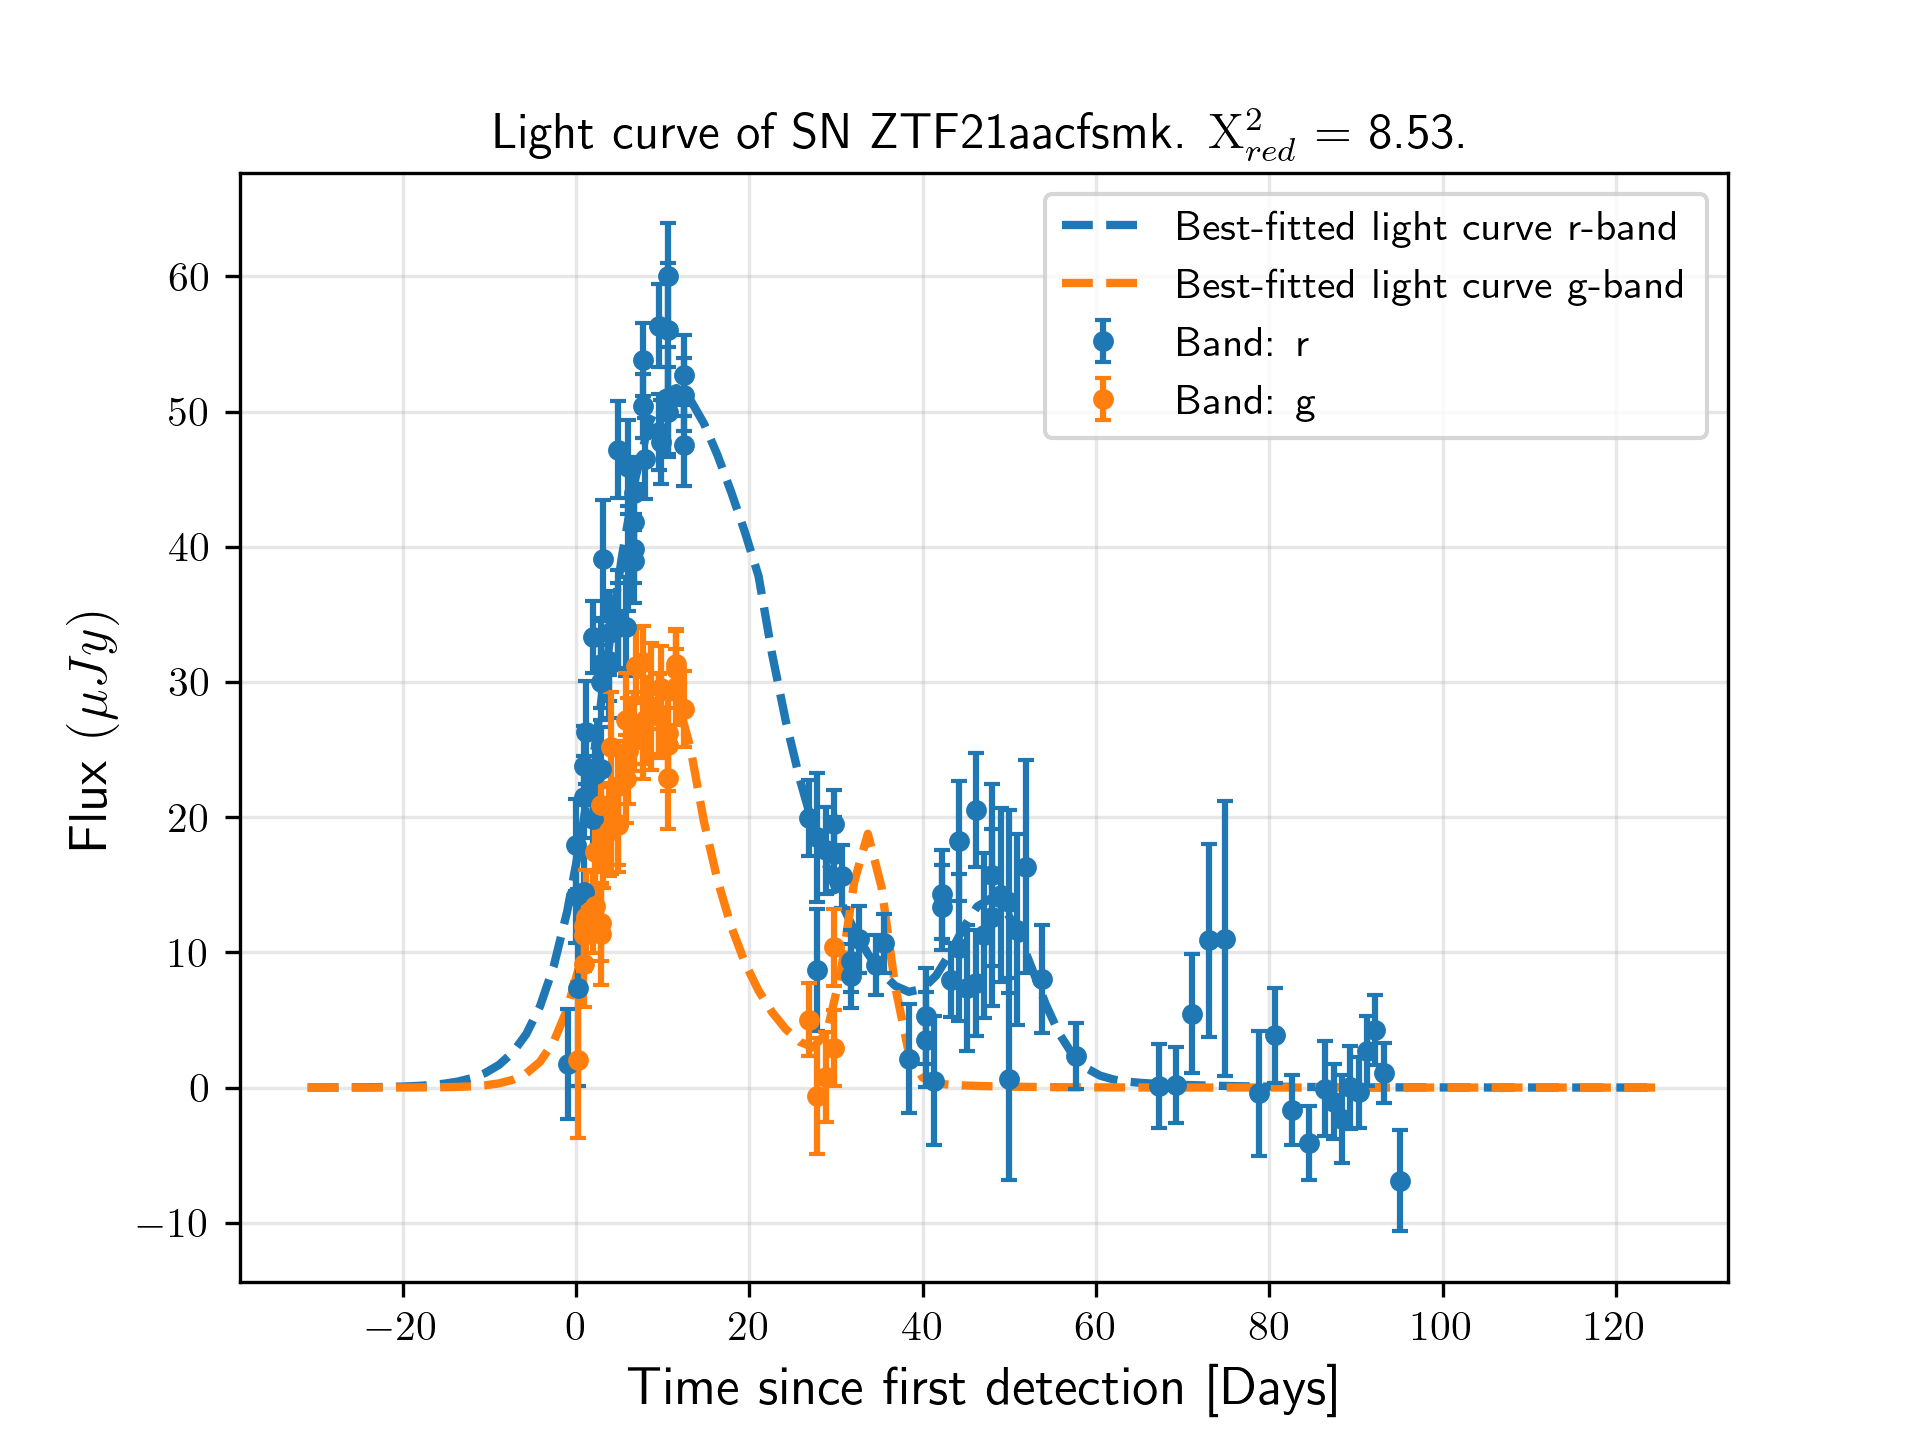 Light curve of SN ZTF21aacfsmk. X²_red = 8.53.
Best-fitted light curve r-band
Best-fitted light curve g-band
Band: r
Band: g
Flux (μJy)
60
50
40
30
20
10
0
−10
−20 0 20 40 60 80 100 120
Time since first detection [Days]